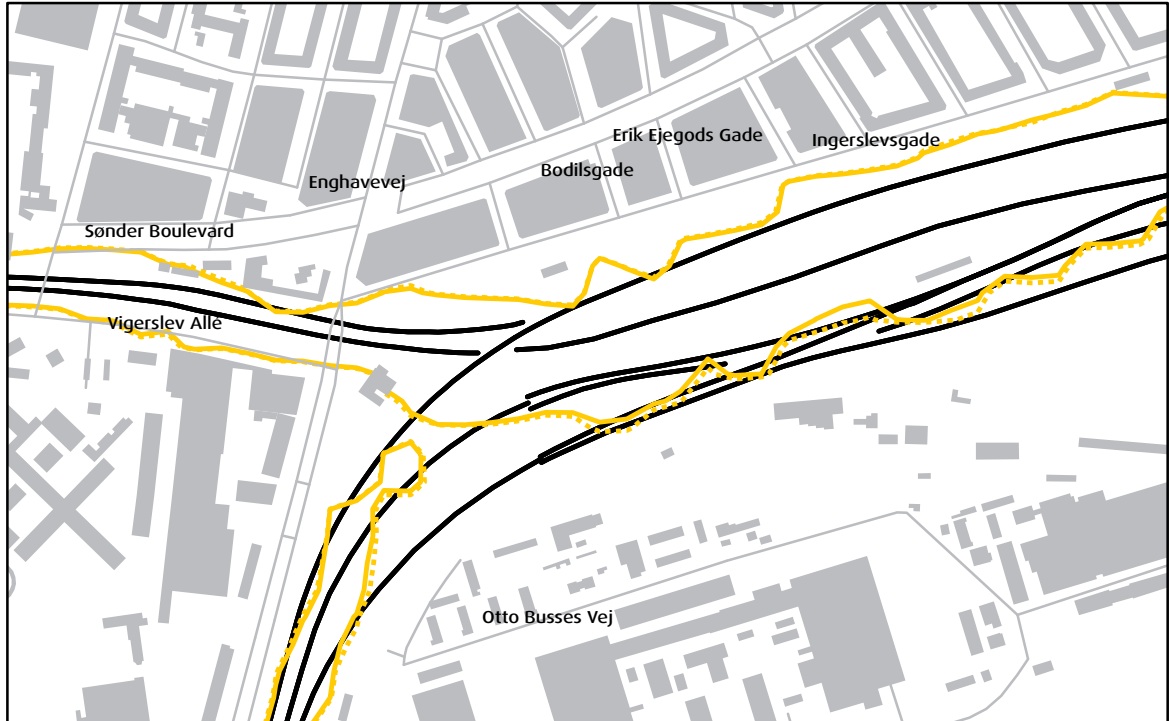 Erik Ejegods Gade
Ingerslevsgade
Bodilsgade
Enghavevej
Sønder Boulevard
Vigerslev Allé
Otto Busses Vej